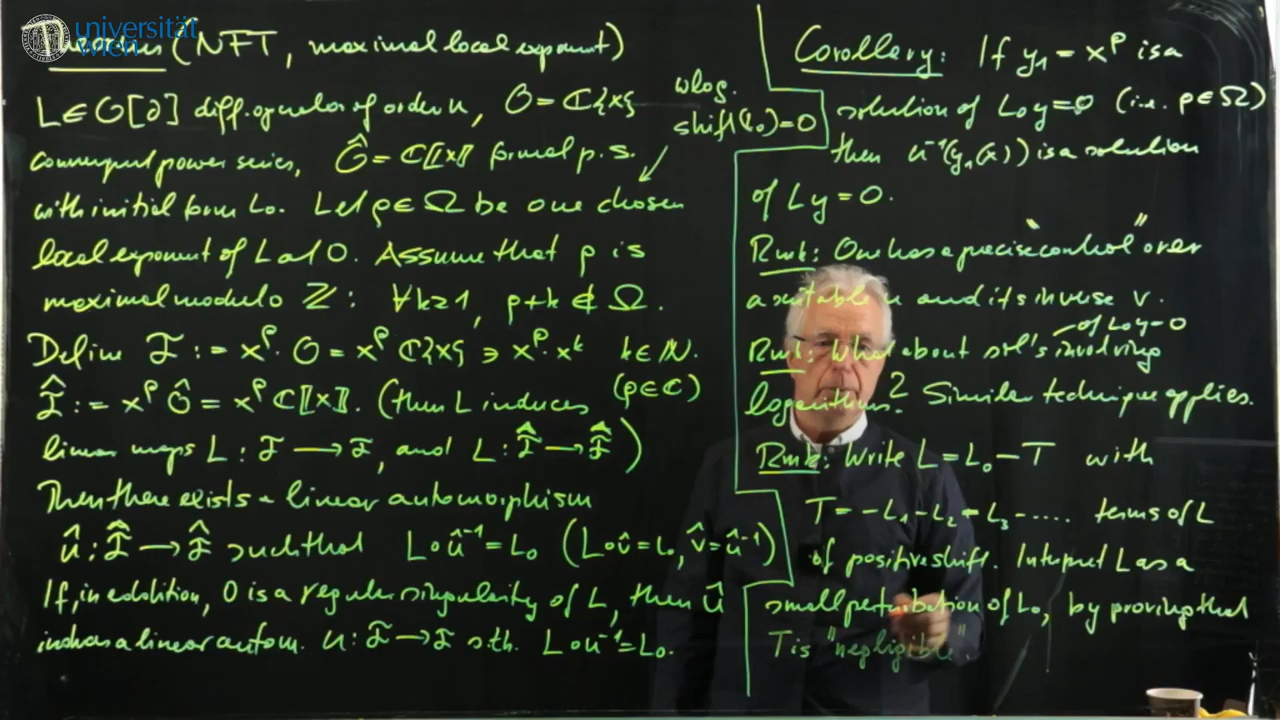 universität
wien
Theorem (NFT, maximal local exponent)
L ∈ O[∂] diff. operator of order n, O = ℂ{x}
wlog.
shift(L₀) = 0
convergent power series, Ô = ℂ[[x]] formal p.s.
with initial form L₀. Let ρ ∈ Ω be one chosen
local exponent of L at 0. Assume that ρ is
maximal modulo ℤ: ∀k≥1, ρ+k ∉ Ω.
Define F := x^ρ · O = x^ρ ℂ{x} ∋ x^ρ · x^k k∈ℕ.
F̂ := x^ρ Ô = x^ρ ℂ[[x]]. (then L induces (ρ∈ℂ)
linear maps L: F → F, and L: F̂ → F̂)
Then there exists a linear automorphism
û: F̂ → F̂ such that L∘û⁻¹ = L₀ (L∘v̂ = L₀, v̂ = û⁻¹)
If, in addition, 0 is a regular singularity of L, then û
induces a linear autom. u: F → F s.th. L∘u⁻¹ = L₀.
Corollary: If y₁ = x^ρ is a
solution of L₀y = 0 (i.e. ρ∈Ω)
then u⁻¹(y₁(x)) is a solution
of Ly = 0.
Rmk: One has a precise "control" over
a suitable u and its inverse v.
of L₀y=0
Rmk: What about sol's involving
logarithms? Similar technique applies.
Rmk: Write L = L₀ − T with
T = −L₁ − L₂ − L₃ − .... terms of L
of positive shift. Interpret L as a
small perturbation of L₀, by proving that
T is "negligible".